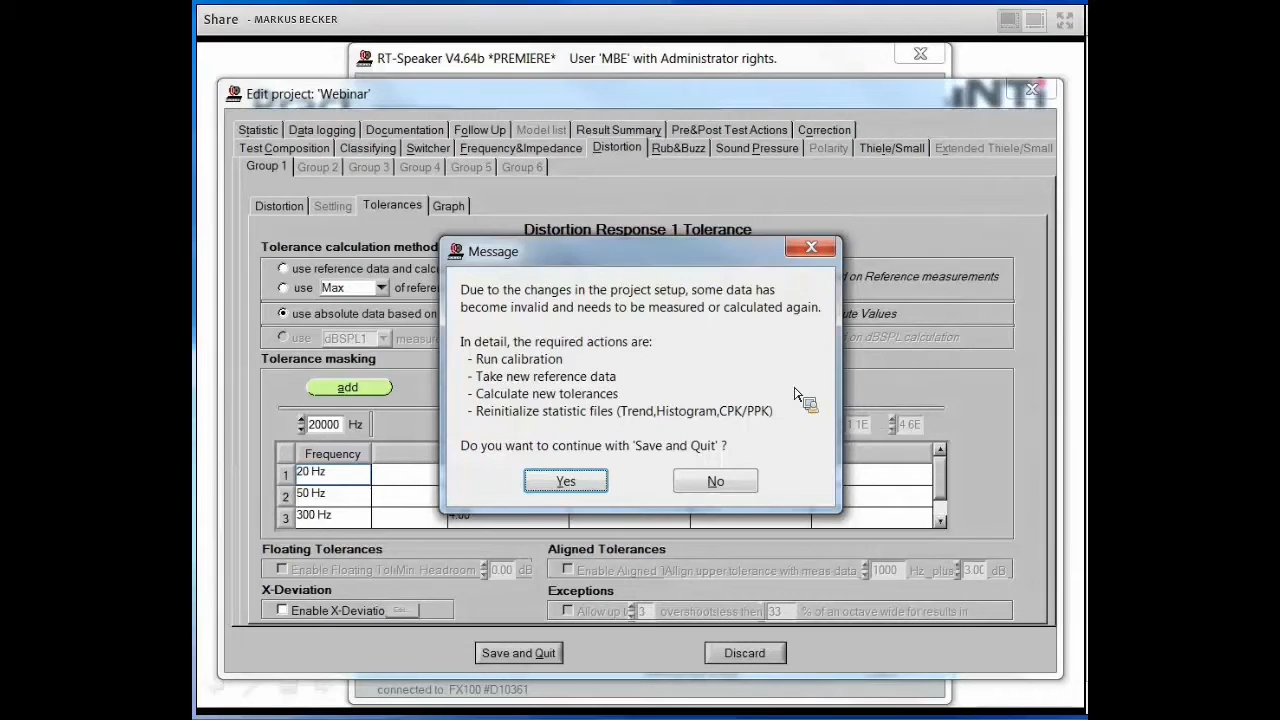 Share - MARKUS BECKER
RT-Speaker V4.64b *PREMIERE* User 'MBE' with Administrator rights.
Edit project: 'Webinar'
Statistic Data logging Documentation Follow Up Model list Result Summary Pre&Post Test Actions Correction
Test Composition Classifying Switcher Frequency&Impedance Distortion Rub&Buzz Sound Pressure Polarity Thiele/Small Extended Thiele/Small
Group 1 Group 2 Group 3 Group 4 Group 5 Group 6
Distortion Settling Tolerances Graph
Distortion Response 1 Tolerance
Tolerance calculation method
use reference data and calc
on Reference measurements
use Max of refere
use absolute data based on
ute Values
use dBSPL1 measure
d on dBSPL calculation
Tolerance masking
add
20000 Hz
1.1E 4.6E
Frequency
1 20 Hz
2 50 Hz
3 300 Hz 4.00
Message
Due to the changes in the project setup, some data has
become invalid and needs to be measured or calculated again.
In detail, the required actions are:
- Run calibration
- Take new reference data
- Calculate new tolerances
- Reinitialize statistic files (Trend,Histogram,CPK/PPK)
Do you want to continue with 'Save and Quit' ?
Yes No
Floating Tolerances
Enable Floating Tol Min. Headroom 0.00 dB
X-Deviation
Enable X-Deviatio
Aligned Tolerances
Enable Aligned Align upper tolerance with meas data 1000 Hz plus 3.00 dB
Exceptions
Allow up t 3 overshoot less then 33 % of an octave wide for results in
Save and Quit Discard
connected to: FX100 #D10361